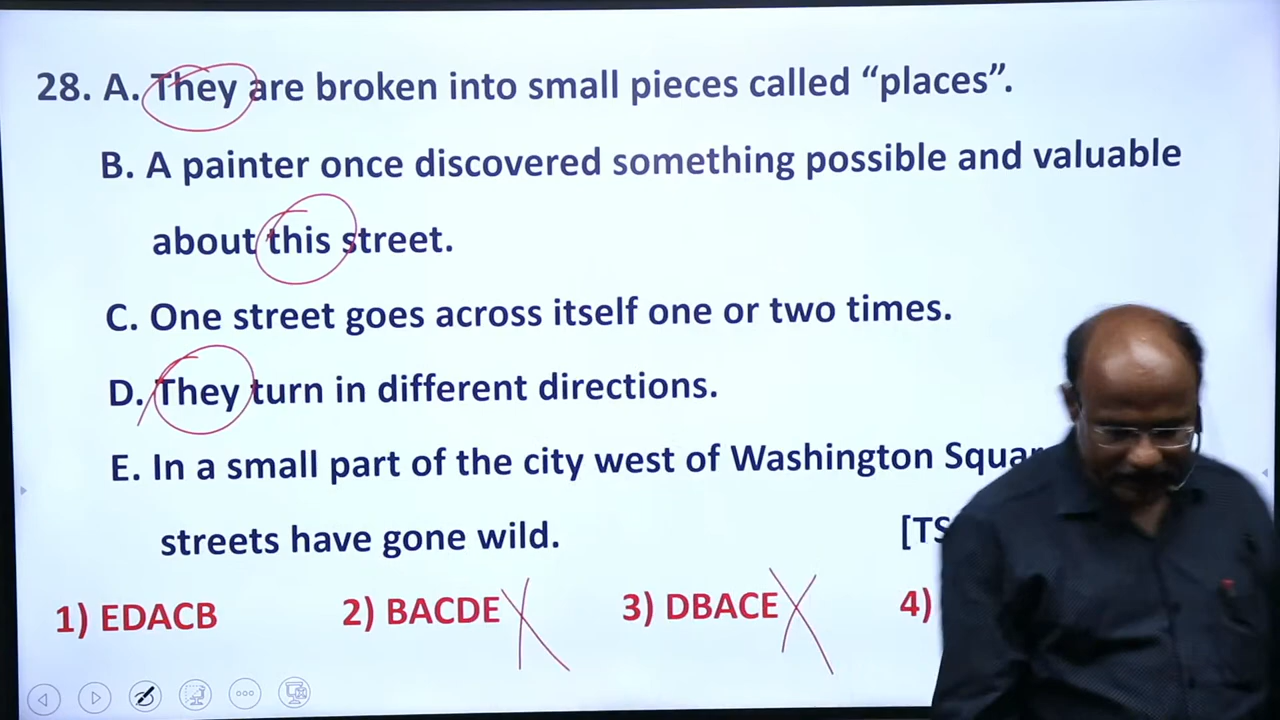 28. A. They are broken into small pieces called “places”.
B. A painter once discovered something possible and valuable
about this street.
C. One street goes across itself one or two times.
D. They turn in different directions.
E. In a small part of the city west of Washington
streets have gone wild.
1) EDACB 2) BACDE 3) DBACE 4)